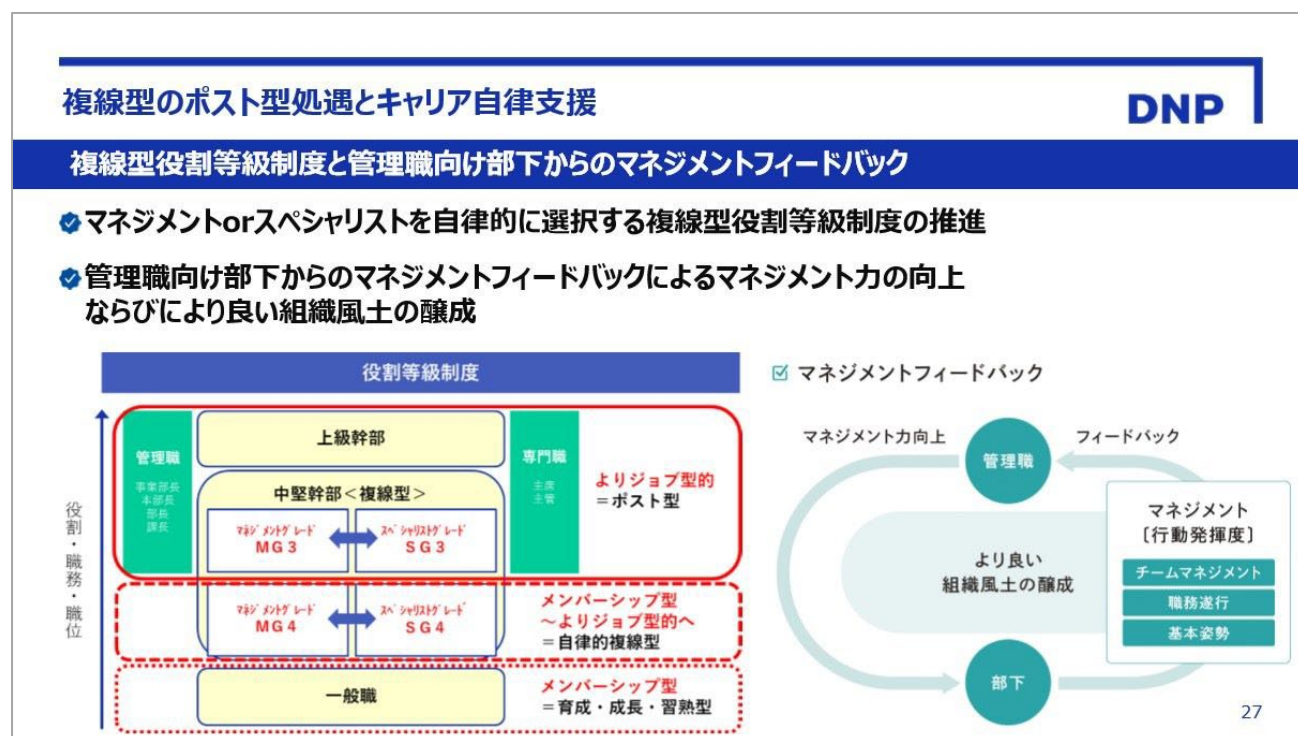 複線型のポスト型処遇とキャリア自律支援
DNP
複線型役割等級制度と管理職向け部下からのマネジメントフィードバック
マネジメントorスペシャリストを自律的に選択する複線型役割等級制度の推進
管理職向け部下からのマネジメントフィードバックによるマネジメント力の向上
ならびにより良い組織風土の醸成
役割等級制度
役割・職務・職位
管理職
事業部長
本部長
部長
課長
上級幹部
専門職
主席
主管
中堅幹部<複線型>
マネジメントグレード
MG3
スペシャリストグレード
SG3
よりジョブ型的
=ポスト型
マネジメントグレード
MG4
スペシャリストグレード
SG4
メンバーシップ型
~よりジョブ型的へ
=自律的複線型
一般職
メンバーシップ型
=育成・成長・習熟型
マネジメントフィードバック
マネジメント力向上
管理職
フィードバック
より良い
組織風土の醸成
マネジメント
〔行動発揮度〕
チームマネジメント
職務遂行
基本姿勢
部下
27